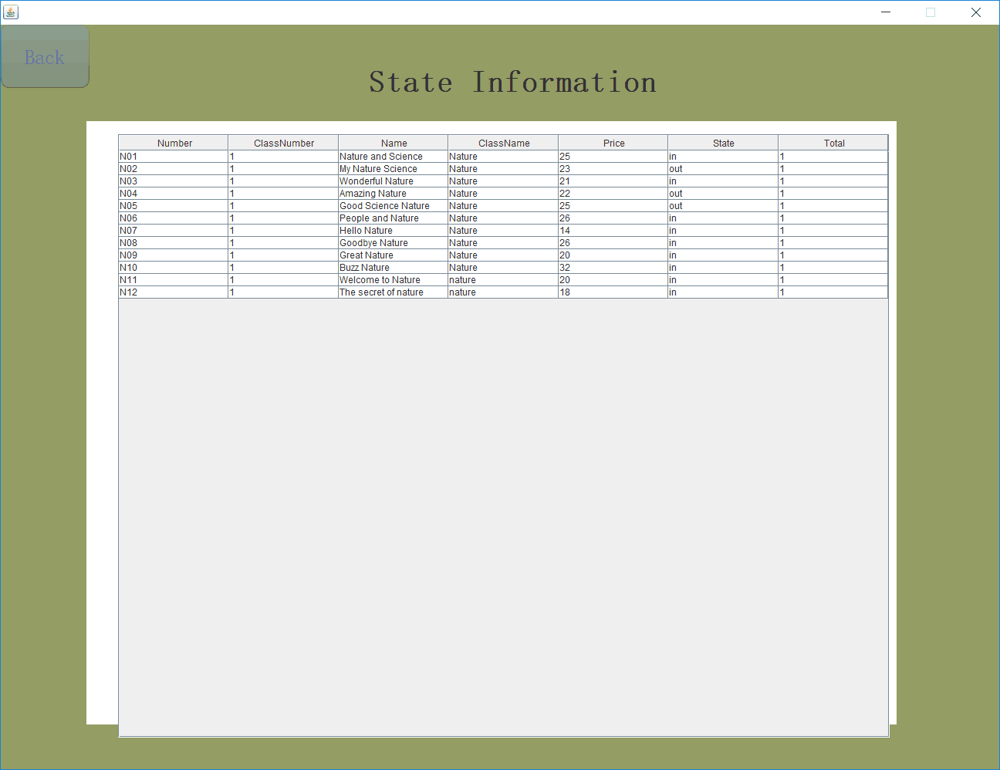 Back
State Information
Number ClassNumber Name ClassName Price State Total
N01 1 Nature and Science Nature 25 in 1
N02 1 My Nature Science Nature 23 out 1
N03 1 Wonderful Nature Nature 21 in 1
N04 1 Amazing Nature Nature 22 out 1
N05 1 Good Science Nature Nature 25 out 1
N06 1 People and Nature Nature 26 in 1
N07 1 Hello Nature Nature 14 in 1
N08 1 Goodbye Nature Nature 26 in 1
N09 1 Great Nature Nature 20 in 1
N10 1 Buzz Nature Nature 32 in 1
N11 1 Welcome to Nature nature 20 in 1
N12 1 The secret of nature nature 18 in 1